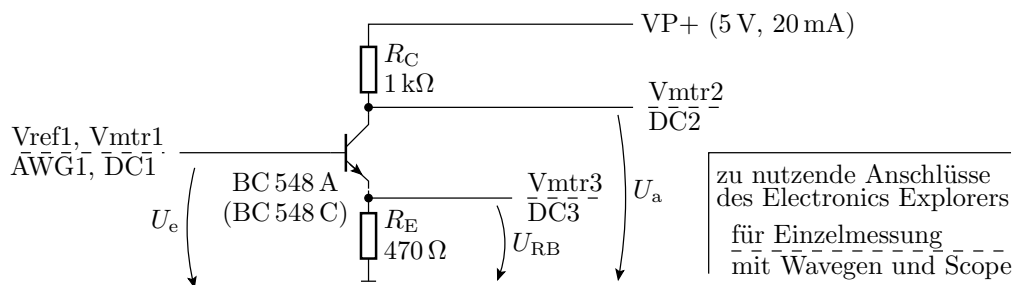 VP+ (5 V, 20 mA)
R_C
1 kΩ
Vmtr2
DC2
Vref1, Vmtr1
AWG1, DC1
BC 548 A
(BC 548 C)
Vmtr3
DC3
U_e
R_E
470 Ω
U_RB
U_a
zu nutzende Anschlüsse
des Electronics Explorers
für Einzelmessung
mit Wavegen und Scope